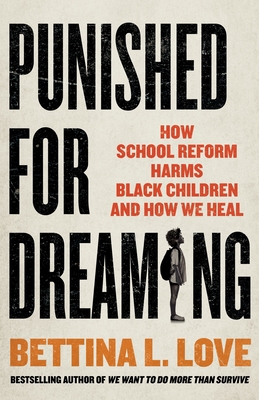 PUNISHED
FOR
HOW
SCHOOL REFORM
HARMS
BLACK CHILDREN
AND HOW WE HEAL
DREAMING
BETTINA L. LOVE
BESTSELLING AUTHOR OF WE WANT TO DO MORE THAN SURVIVE